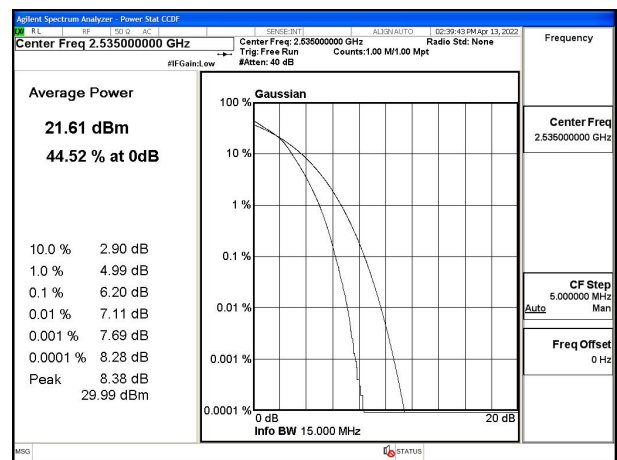 Agilent Spectrum Analyzer - Power Stat CCDF
RL RF 50 Ω AC SENSE:INT ALIGN AUTO 02:39:43 PM Apr 13, 2022
Center Freq 2.535000000 GHz
Center Freq: 2.535000000 GHz Radio Std: None
Trig: Free Run Counts:1.00 M/1.00 Mpt
#IFGain:Low #Atten: 40 dB
Frequency
Average Power
21.61 dBm
44.52 % at 0dB
10.0 % 2.90 dB
1.0 % 4.99 dB
0.1 % 6.20 dB
0.01 % 7.11 dB
0.001 % 7.69 dB
0.0001 % 8.28 dB
Peak 8.38 dB
29.99 dBm
Gaussian
100 %
10 %
1 %
0.1 %
0.01 %
0.001 %
0.0001 %
0 dB 20 dB
Info BW 15.000 MHz
Center Freq
2.535000000 GHz
CF Step
5.000000 MHz
Auto Man
Freq Offset
0 Hz
MSG STATUS